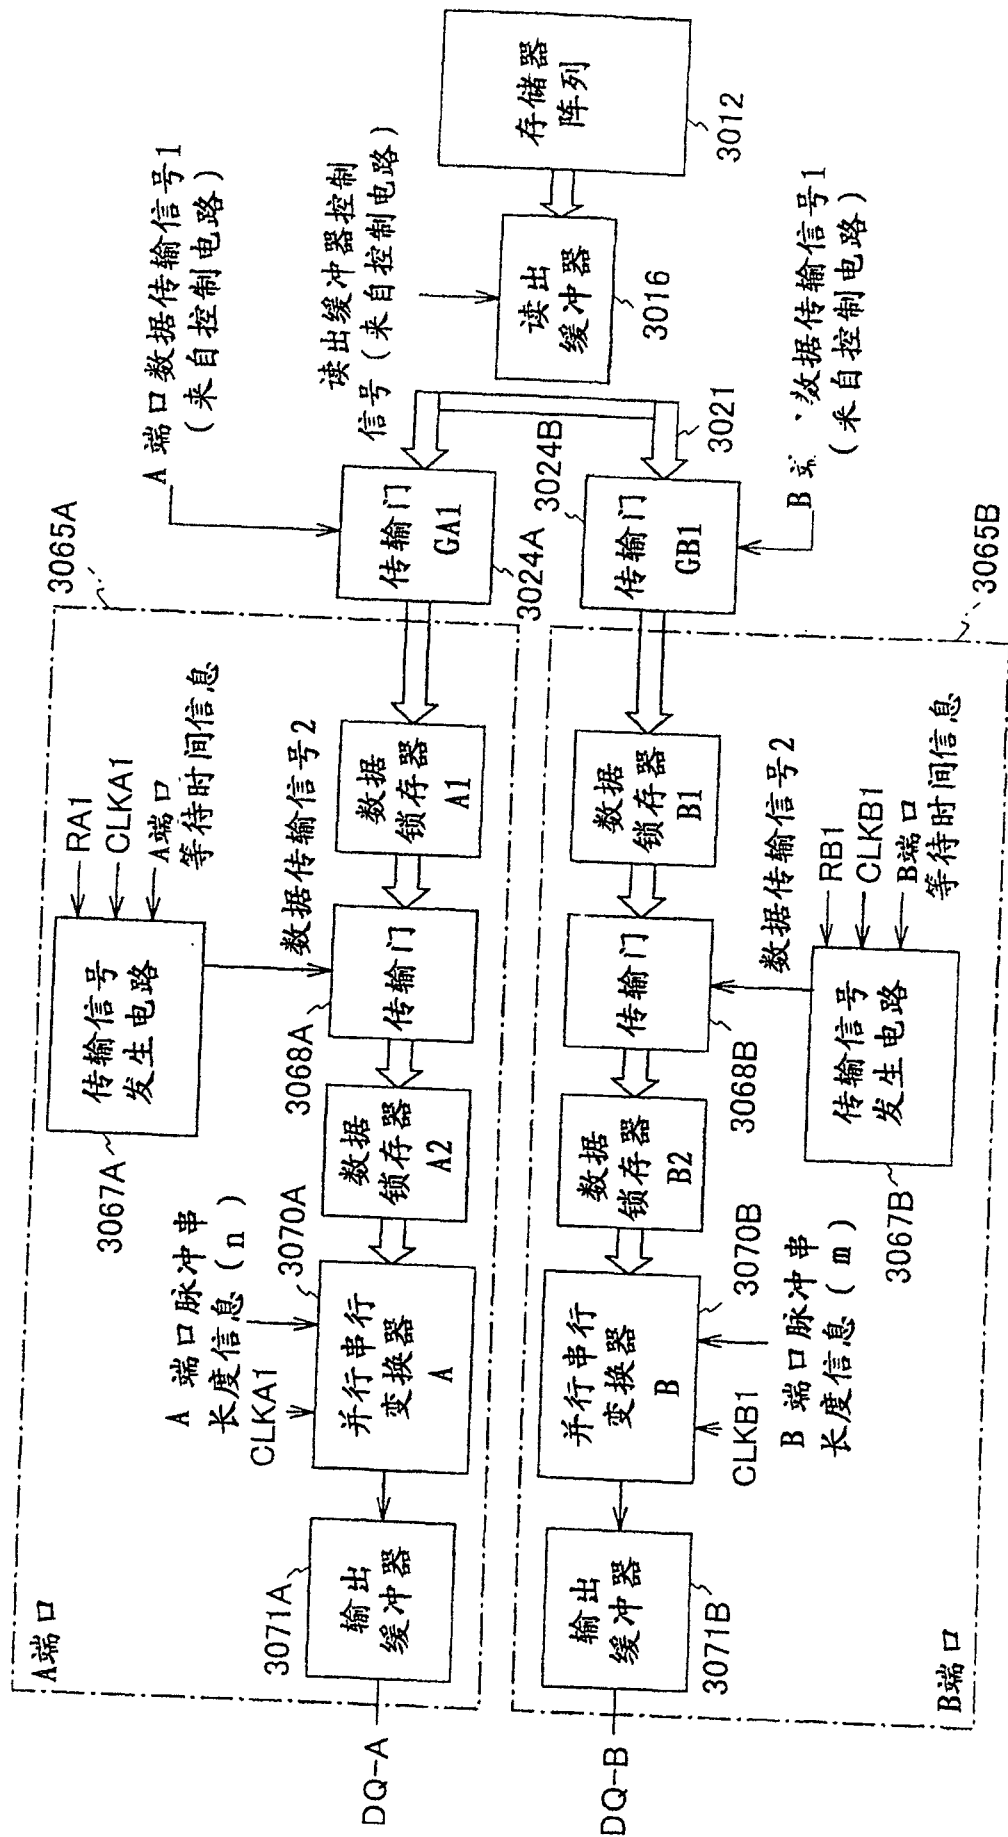 A端口
3065A
RA1
CLKA1
A端口
等待时间信息
传输信号
发生电路
3067A
A 端口脉冲串
长度信息（n）
CLKA1
3070A
数据传输信号2
3068A
3071A
输出
缓冲器
并行串行
变换器
A
数据
锁存器
A2
传输门
数据
锁存器
A1
DQ-A
A 端口数据传输信号1
（来自控制电路）
传输门
GA1
3024A
读出缓冲器控制
信号（来自控制电路）
读出
缓冲器
3016
存储器
阵列
3012
3021
3024B
传输门
GB1
B
数据传输信号1
（来自控制电路）
3065B
DQ-B
输出
缓冲器
3071B
并行串行
变换器
B
3070B
数据
锁存器
B2
传输门
3068B
数据
锁存器
B1
数据传输信号2
CLKB1
B 端口脉冲串
长度信息（m）
传输信号
发生电路
3067B
RB1
CLKB1
B端口
等待时间信息
B端口